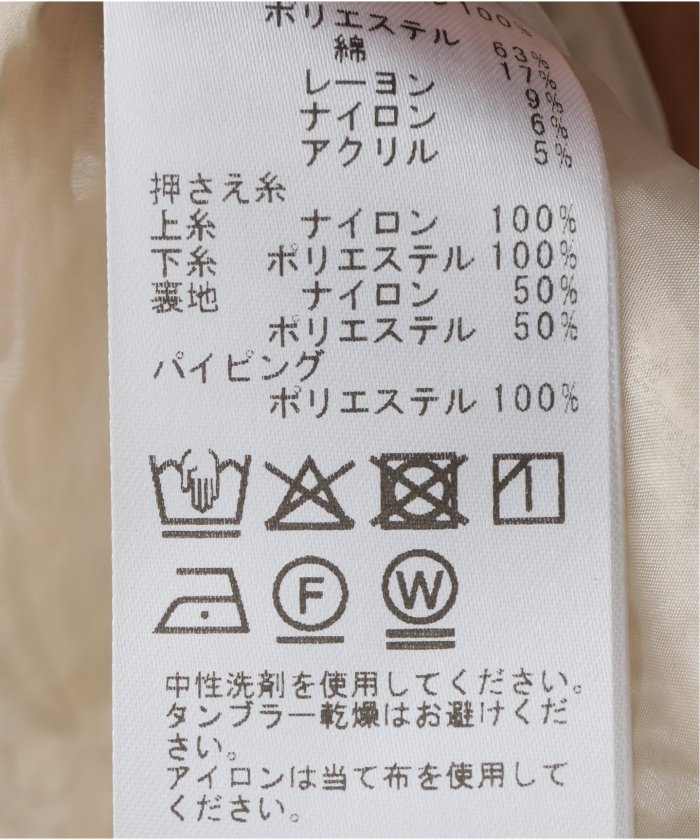 100%
ポリエステル 63%
綿 17%
レーヨン 9%
ナイロン 6%
アクリル 5%
押さえ糸
上糸 ナイロン 100%
下糸 ポリエステル 100%
裏地 ナイロン 50%
ポリエステル 50%
パイピング
ポリエステル 100%
F W
中性洗剤を使用してください。
タンブラー乾燥はお避けくだ
さい。
アイロンは当て布を使用して
ください。